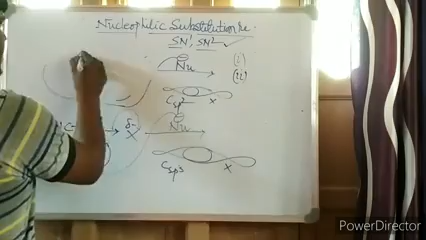 Nucleophilic Substitution Re.
SN1, SN2
Nu
(1)
(2)
Csp2 X
C δ- X
Nu
Csp3 X
PowerDirector